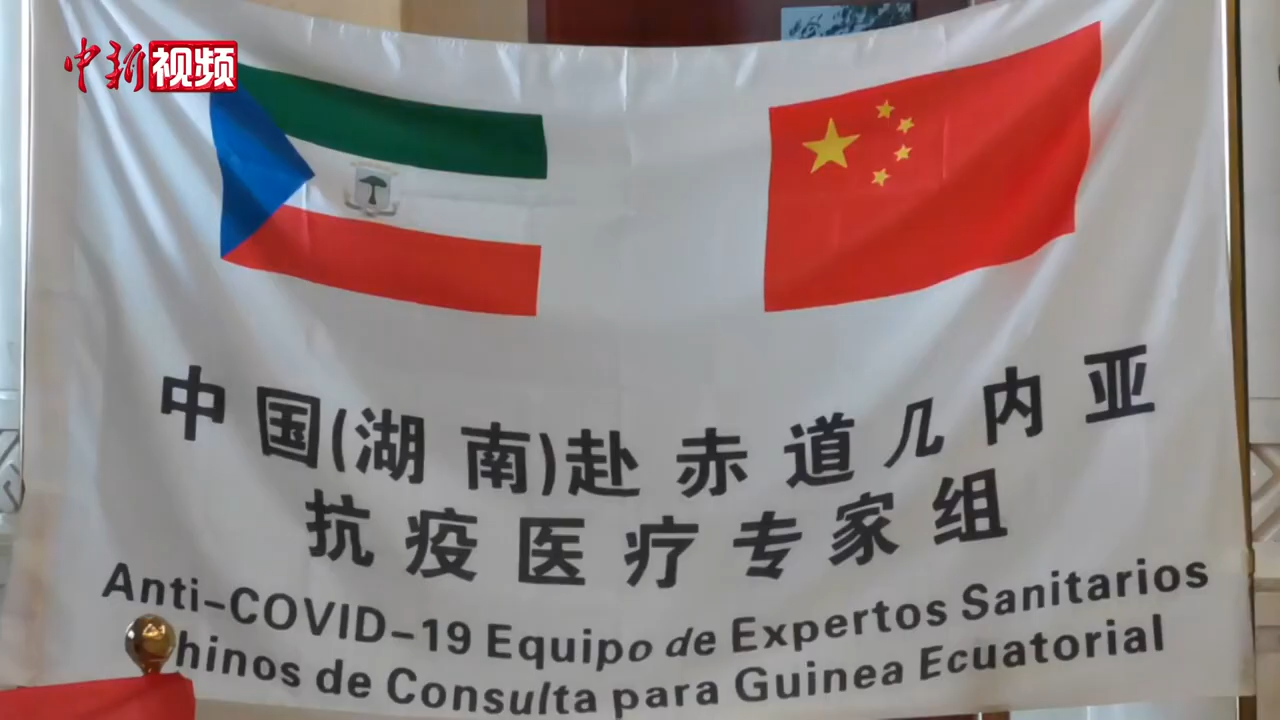 中新视频
中国(湖南)赴赤道几内亚
抗疫医疗专家组
Anti-COVID-19 Equipo de Expertos Sanitarios
hinos de Consulta para Guinea Ecuatorial